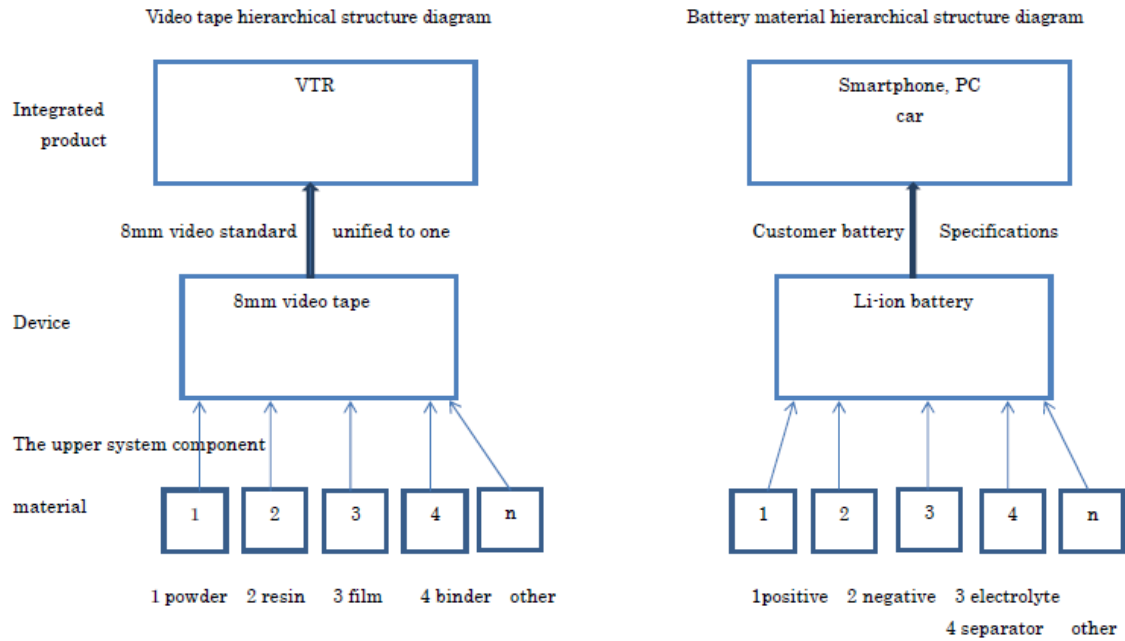 Video tape hierarchical structure diagram
Battery material hierarchical structure diagram
Integrated
product
VTR
Smartphone, PC
car
8mm video standard
unified to one
Customer battery
Specifications
Device
8mm video tape
Li-ion battery
The upper system component
material
1
2
3
4
n
1
2
3
4
n
1 powder 2 resin 3 film 4 binder other
1positive 2 negative 3 electrolyte
4 separator other